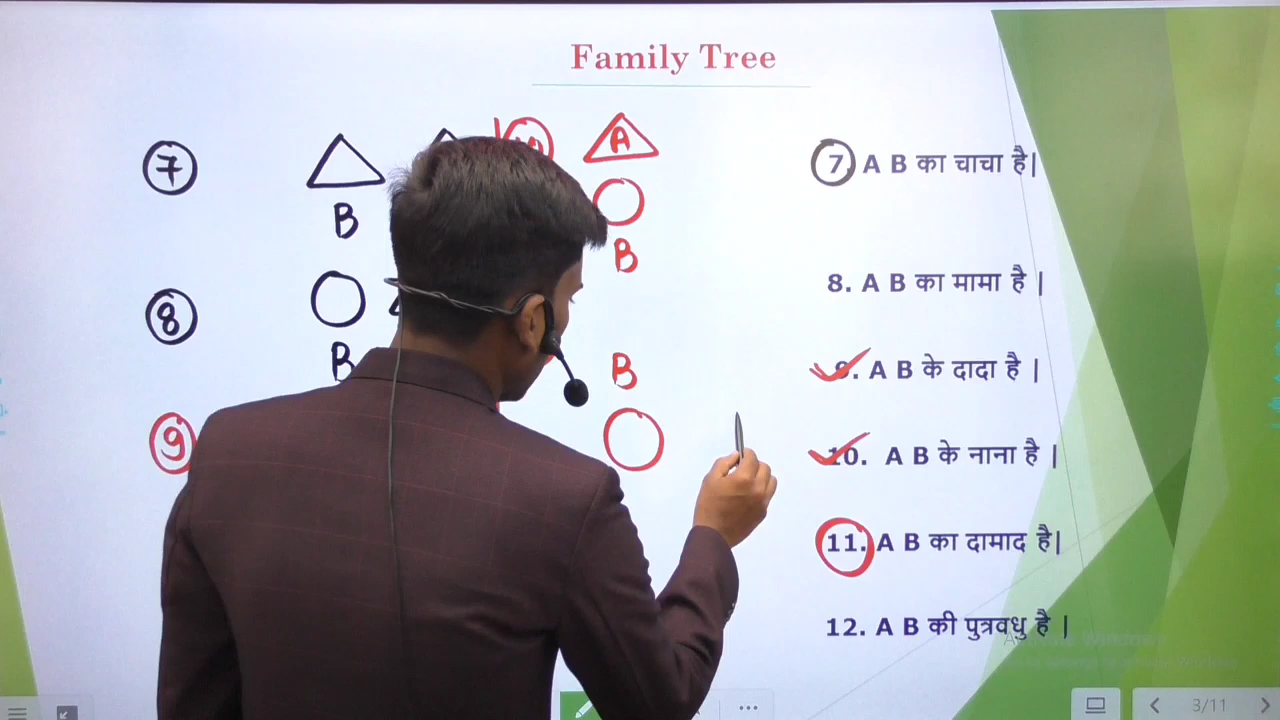 Family Tree
7
B
8
B
9
A
B
B
7. A B का चाचा है|
8. A B का मामा है |
9. A B के दादा है |
10. A B के नाना है |
11. A B का दामाद है|
12. A B की पुत्रवधु है |
3/11